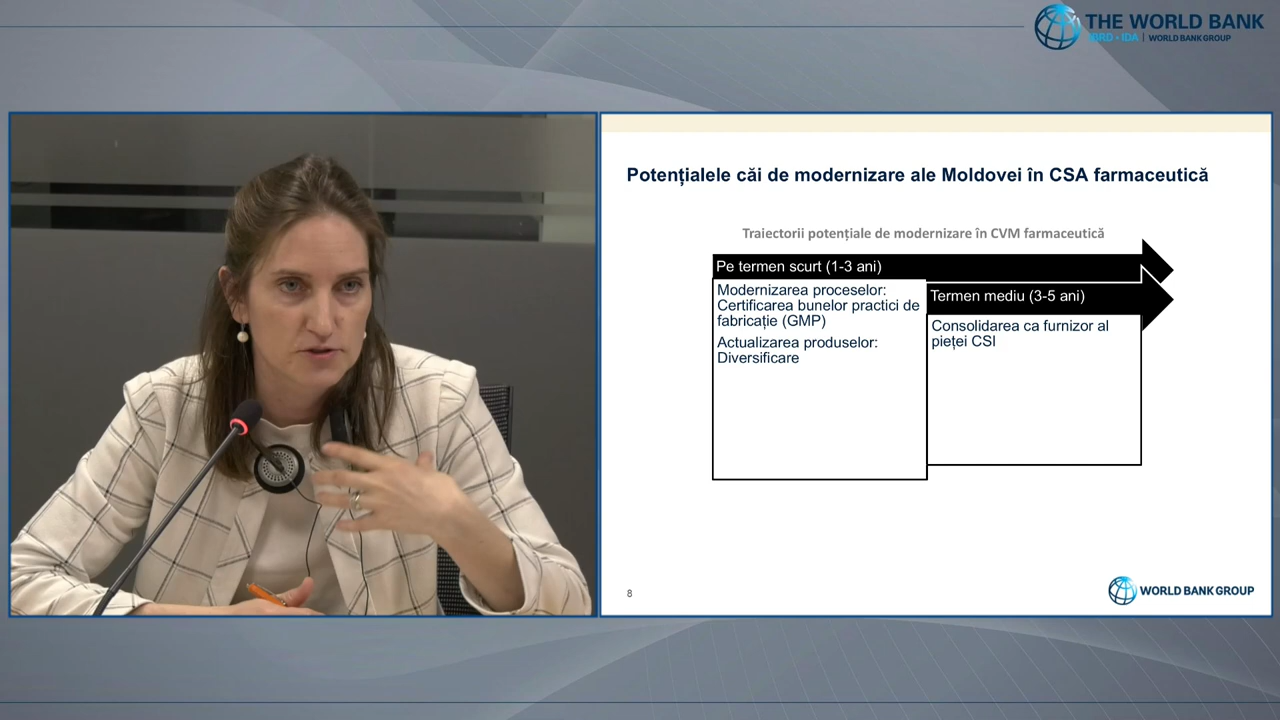 THE WORLD BANK
IBRD • IDA | WORLD BANK GROUP
Potențialele căi de modernizare ale Moldovei în CSA farmaceutică
Traiectorii potențiale de modernizare în CVM farmaceutică
Pe termen scurt (1-3 ani)
Modernizarea proceselor:
Certificarea bunelor practici de
fabricație (GMP)
Actualizarea produselor:
Diversificare
Termen mediu (3-5 ani)
Consolidarea ca furnizor al
pieței CSI
8
WORLD BANK GROUP